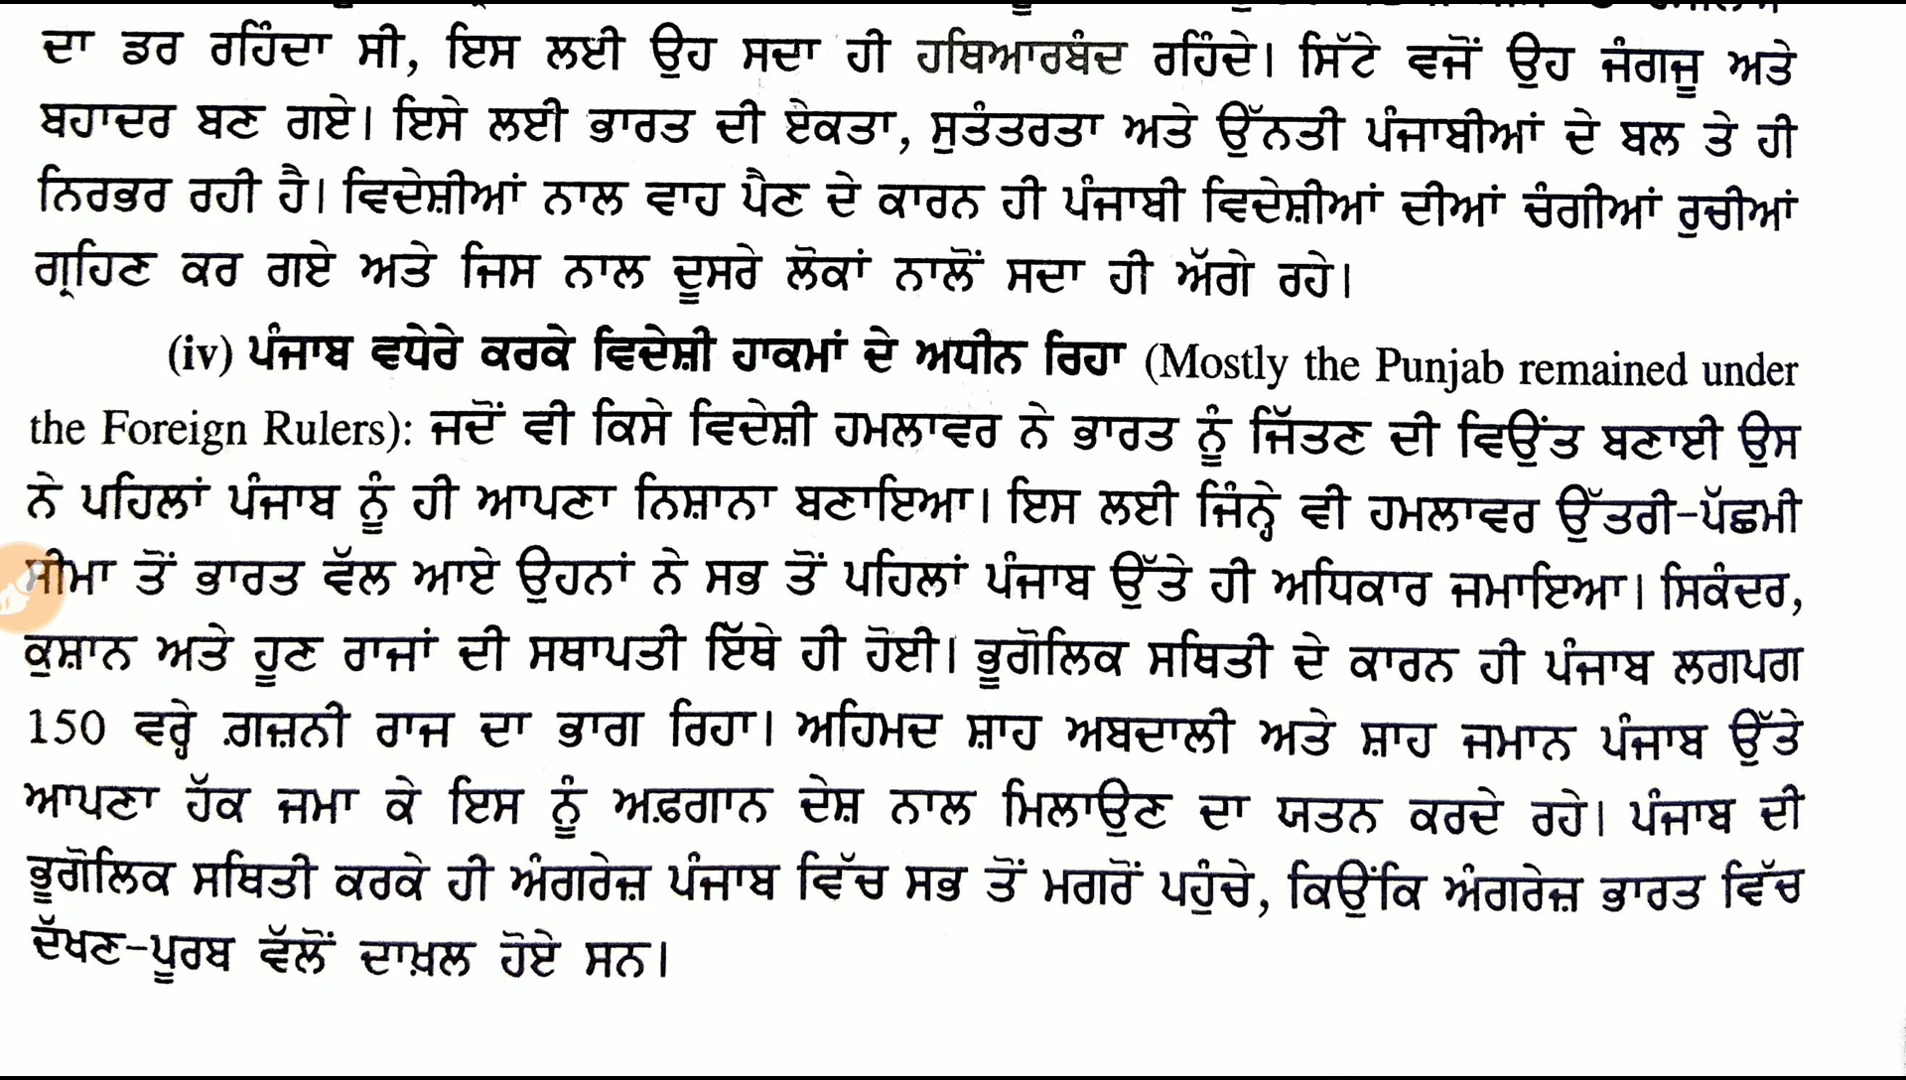 ਦਾ ਡਰ ਰਹਿੰਦਾ ਸੀ, ਇਸ ਲਈ ਉਹ ਸਦਾ ਹੀ ਹਥਿਆਰਬੰਦ ਰਹਿੰਦੇ। ਸਿੱਟੇ ਵਜੋਂ ਉਹ ਜੰਗਜੂ ਅਤੇ
ਬਹਾਦਰ ਬਣ ਗਏ। ਇਸੇ ਲਈ ਭਾਰਤ ਦੀ ਏਕਤਾ, ਸੁਤੰਤਰਤਾ ਅਤੇ ਉੱਨਤੀ ਪੰਜਾਬੀਆਂ ਦੇ ਬਲ ਤੇ ਹੀ
ਨਿਰਭਰ ਰਹੀ ਹੈ। ਵਿਦੇਸ਼ੀਆਂ ਨਾਲ ਵਾਹ ਪੈਣ ਦੇ ਕਾਰਨ ਹੀ ਪੰਜਾਬੀ ਵਿਦੇਸ਼ੀਆਂ ਦੀਆਂ ਚੰਗੀਆਂ ਰੁਚੀਆਂ
ਗ੍ਰਹਿਣ ਕਰ ਗਏ ਅਤੇ ਜਿਸ ਨਾਲ ਦੂਸਰੇ ਲੋਕਾਂ ਨਾਲੋਂ ਸਦਾ ਹੀ ਅੱਗੇ ਰਹੇ।
(iv) ਪੰਜਾਬ ਵਧੇਰੇ ਕਰਕੇ ਵਿਦੇਸ਼ੀ ਹਾਕਮਾਂ ਦੇ ਅਧੀਨ ਰਿਹਾ (Mostly the Punjab remained under
the Foreign Rulers): ਜਦੋਂ ਵੀ ਕਿਸੇ ਵਿਦੇਸ਼ੀ ਹਮਲਾਵਰ ਨੇ ਭਾਰਤ ਨੂੰ ਜਿੱਤਣ ਦੀ ਵਿਉਂਤ ਬਣਾਈ ਉਸ
ਨੇ ਪਹਿਲਾਂ ਪੰਜਾਬ ਨੂੰ ਹੀ ਆਪਣਾ ਨਿਸ਼ਾਨਾ ਬਣਾਇਆ। ਇਸ ਲਈ ਜਿੰਨ੍ਹੇ ਵੀ ਹਮਲਾਵਰ ਉੱਤਰੀ-ਪੱਛਮੀ
ਸੀਮਾ ਤੋਂ ਭਾਰਤ ਵੱਲ ਆਏ ਉਹਨਾਂ ਨੇ ਸਭ ਤੋਂ ਪਹਿਲਾਂ ਪੰਜਾਬ ਉੱਤੇ ਹੀ ਅਧਿਕਾਰ ਜਮਾਇਆ। ਸਿਕੰਦਰ,
ਕੁਸ਼ਾਨ ਅਤੇ ਹੂਣ ਰਾਜਾਂ ਦੀ ਸਥਾਪਤੀ ਇੱਥੇ ਹੀ ਹੋਈ। ਭੂਗੋਲਿਕ ਸਥਿਤੀ ਦੇ ਕਾਰਨ ਹੀ ਪੰਜਾਬ ਲਗਪਗ
150 ਵਰ੍ਹੇ ਗ਼ਜ਼ਨੀ ਰਾਜ ਦਾ ਭਾਗ ਰਿਹਾ। ਅਹਿਮਦ ਸ਼ਾਹ ਅਬਦਾਲੀ ਅਤੇ ਸ਼ਾਹ ਜਮਾਨ ਪੰਜਾਬ ਉੱਤੇ
ਆਪਣਾ ਹੱਕ ਜਮਾ ਕੇ ਇਸ ਨੂੰ ਅਫ਼ਗਾਨ ਦੇਸ਼ ਨਾਲ ਮਿਲਾਉਣ ਦਾ ਯਤਨ ਕਰਦੇ ਰਹੇ। ਪੰਜਾਬ ਦੀ
ਭੂਗੋਲਿਕ ਸਥਿਤੀ ਕਰਕੇ ਹੀ ਅੰਗਰੇਜ਼ ਪੰਜਾਬ ਵਿੱਚ ਸਭ ਤੋਂ ਮਗਰੋਂ ਪਹੁੰਚੇ, ਕਿਉਂਕਿ ਅੰਗਰੇਜ਼ ਭਾਰਤ ਵਿੱਚ
ਦੱਖਣ-ਪੂਰਬ ਵੱਲੋਂ ਦਾਖ਼ਲ ਹੋਏ ਸਨ।